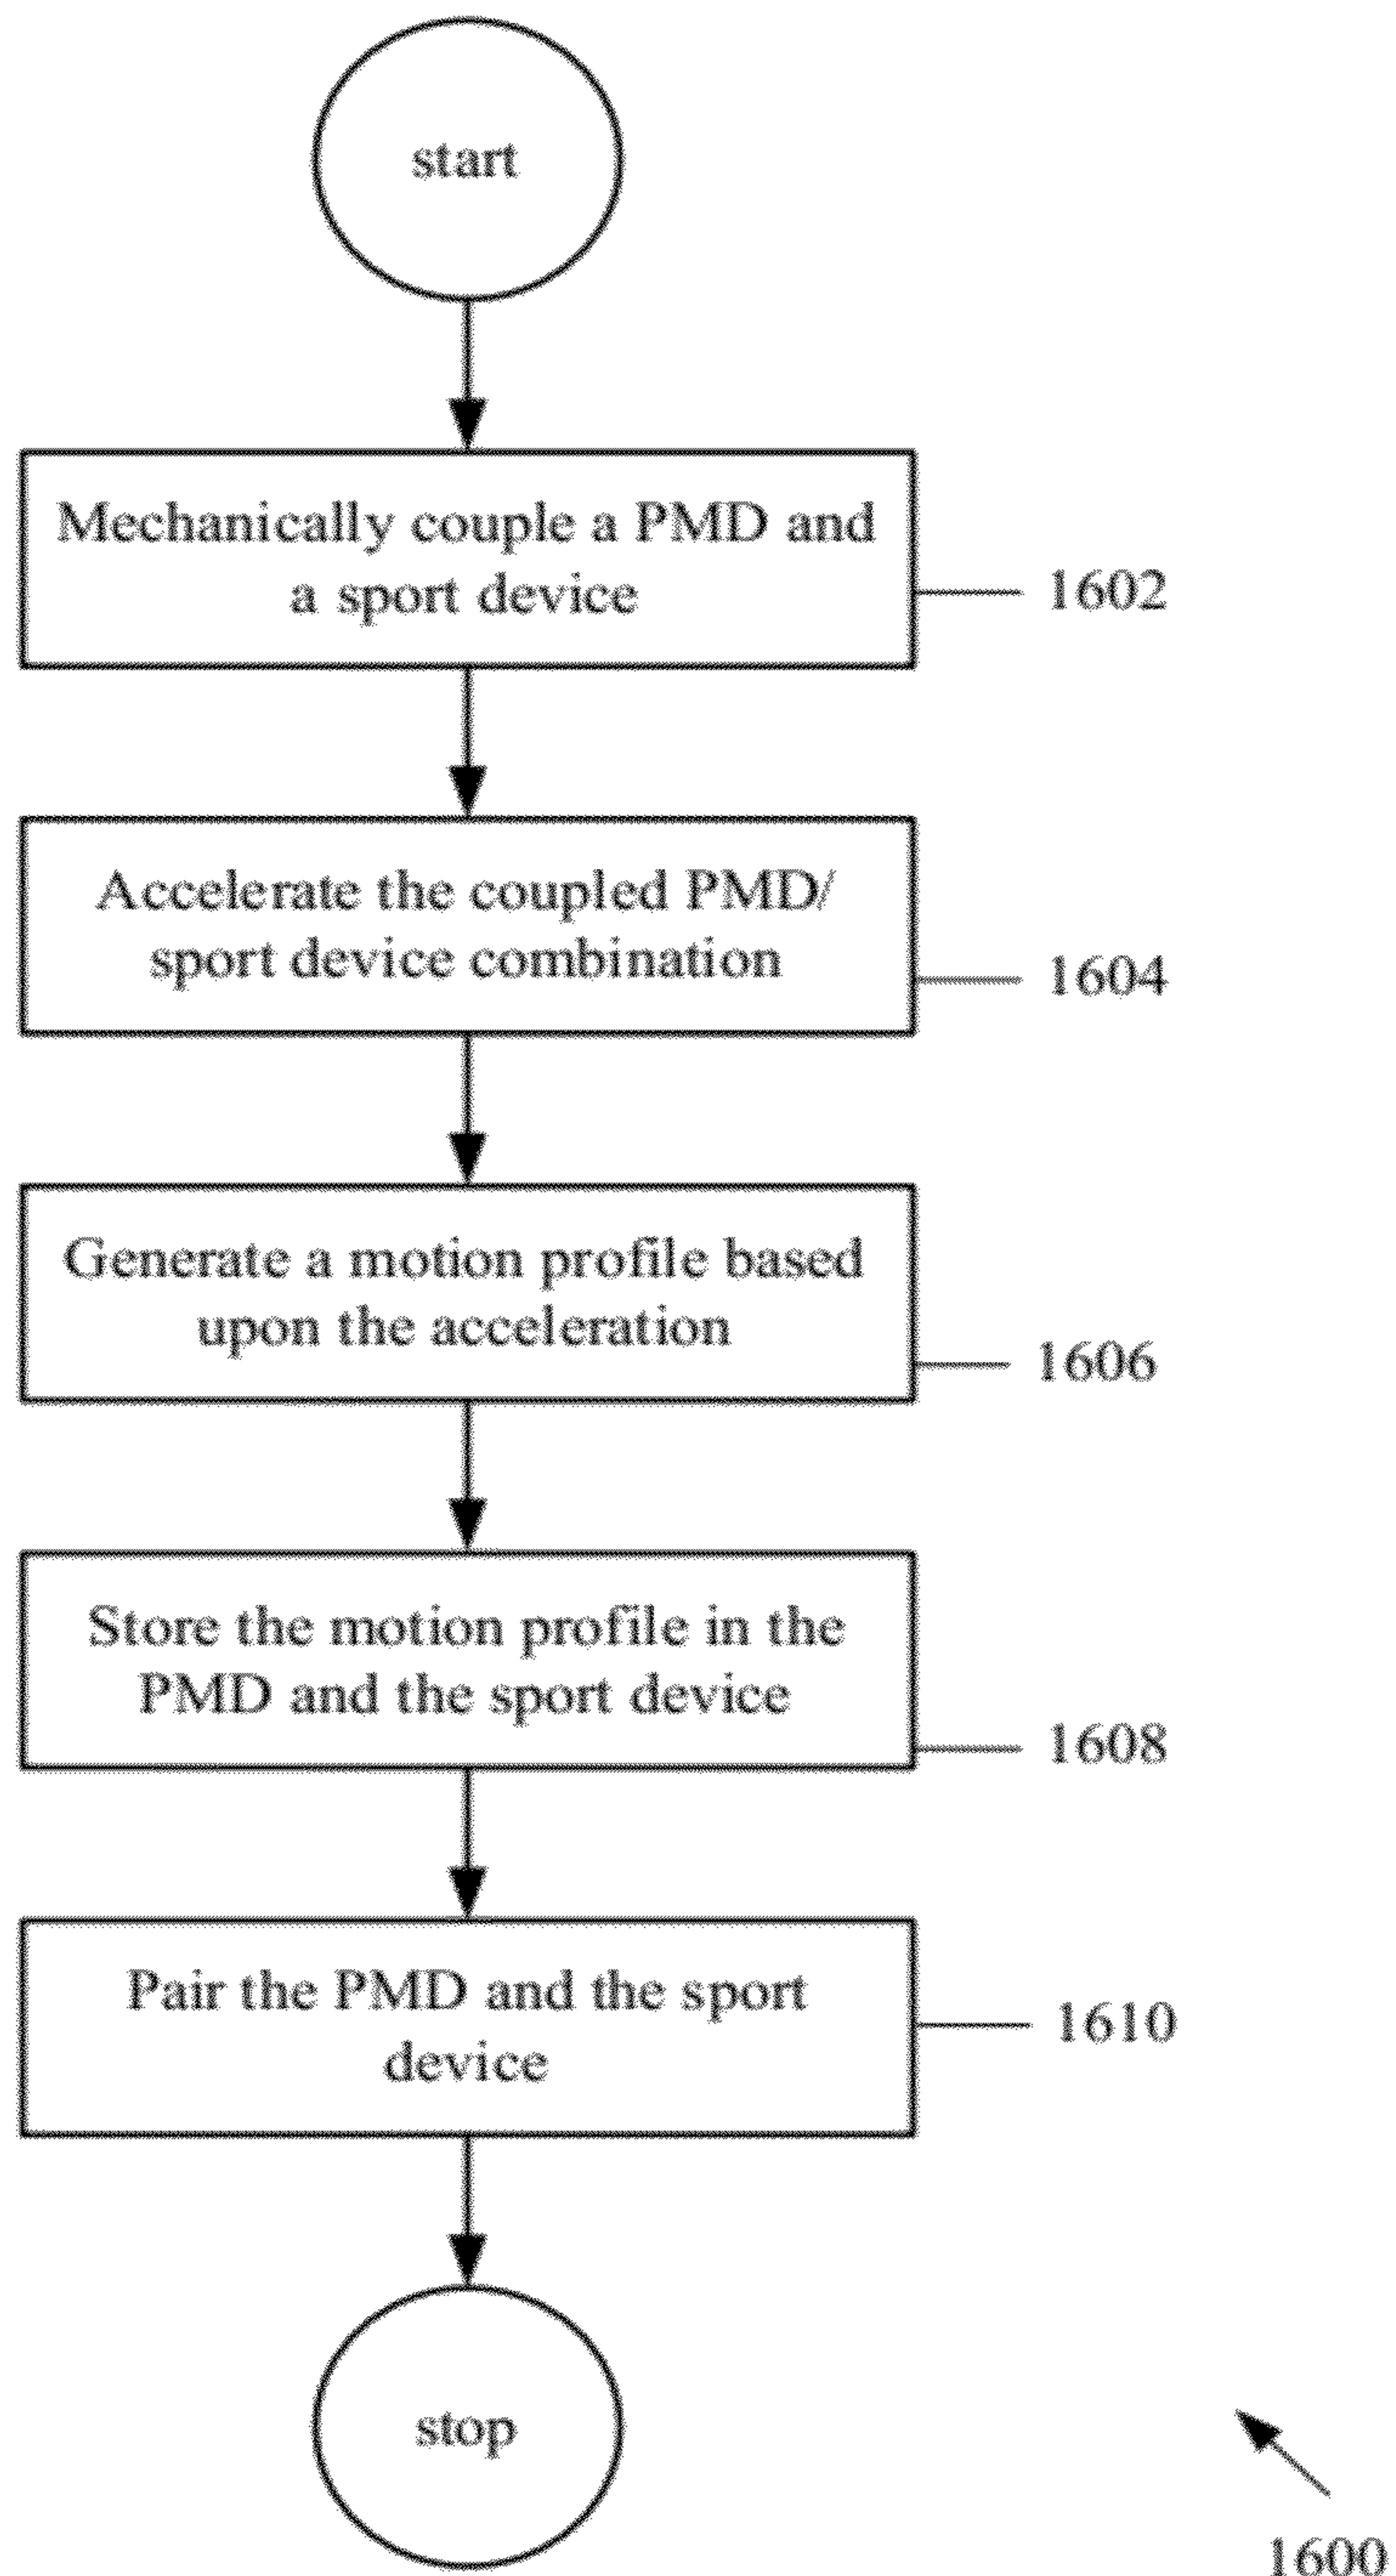 start
Mechanically couple a PMD and
a sport device
1602
Accelerate the coupled PMD/
sport device combination
1604
Generate a motion profile based
upon the acceleration
1606
Store the motion profile in the
PMD and the sport device
1608
Pair the PMD and the sport
device
1610
stop
1600